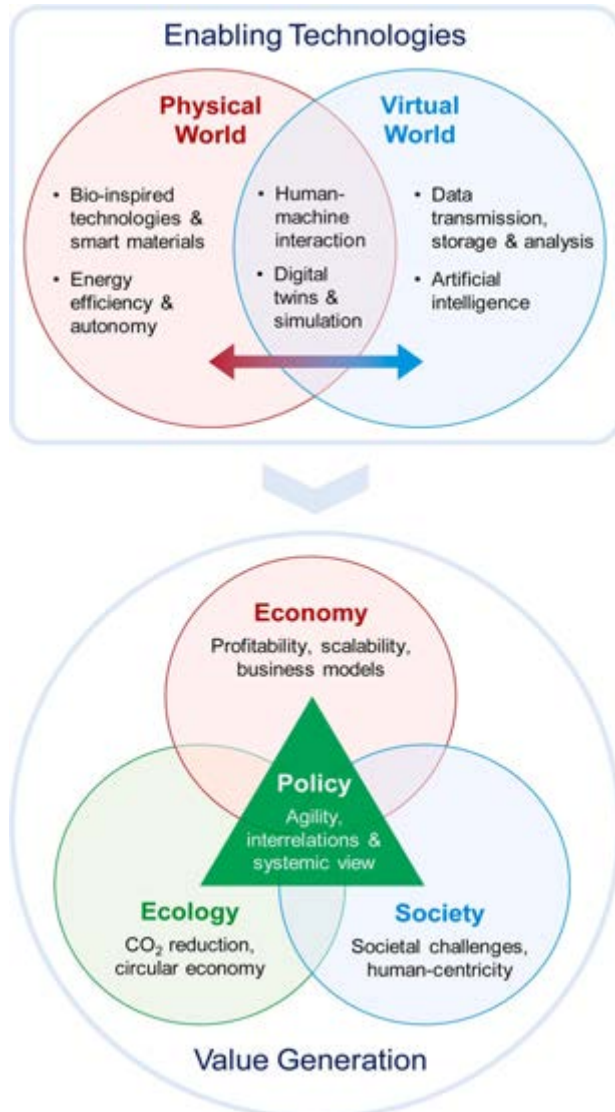 Enabling Technologies
Physical
World
• Bio-inspired
technologies &
smart materials
• Energy
efficiency &
autonomy
• Human-
machine
interaction
• Digital
twins &
simulation
Virtual
World
• Data
transmission,
storage & analysis
• Artificial
intelligence
Economy
Profitability, scalability,
business models
Policy
Agility,
interrelations &
systemic view
Ecology
CO₂ reduction,
circular economy
Society
Societal challenges,
human-centricity
Value Generation